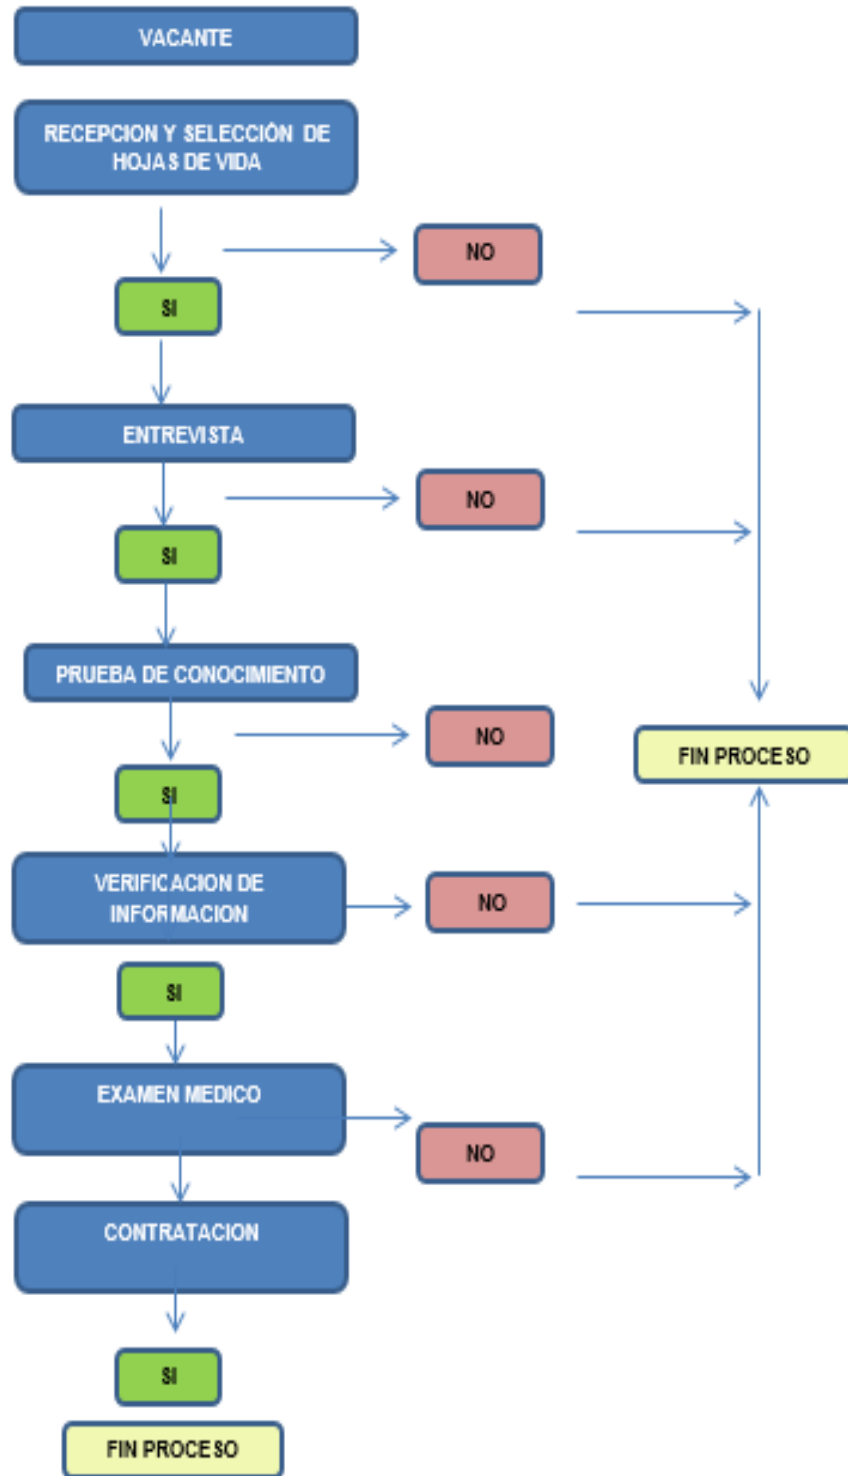 VACANTE
RECEPCION Y SELECCIÓN DE
HOJAS DE VIDA
NO
SI
ENTREVISTA
NO
SI
PRUEBA DE CONOCIMIENTO
NO
FIN PROCESO
SI
VERIFICACION DE
INFORMACION
NO
SI
EXAMEN MEDICO
NO
CONTRATACION
SI
FIN PROCESO